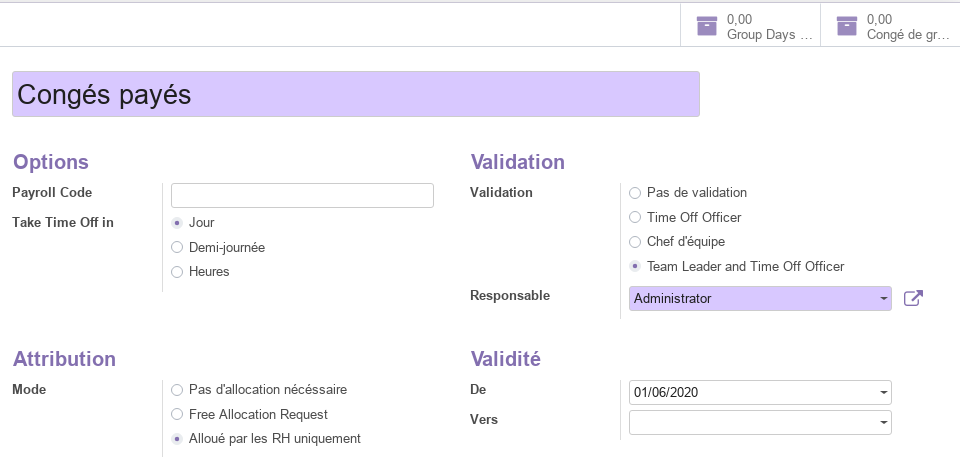 0,00
Group Days ...
0,00
Congé de gr...
Congés payés
Options
Payroll Code
Take Time Off in
Jour
Demi-journée
Heures
Validation
Validation
Pas de validation
Time Off Officer
Chef d'équipe
Team Leader and Time Off Officer
Responsable
Administrator
Attribution
Mode
Pas d'allocation nécéssaire
Free Allocation Request
Alloué par les RH uniquement
Validité
De
01/06/2020
Vers